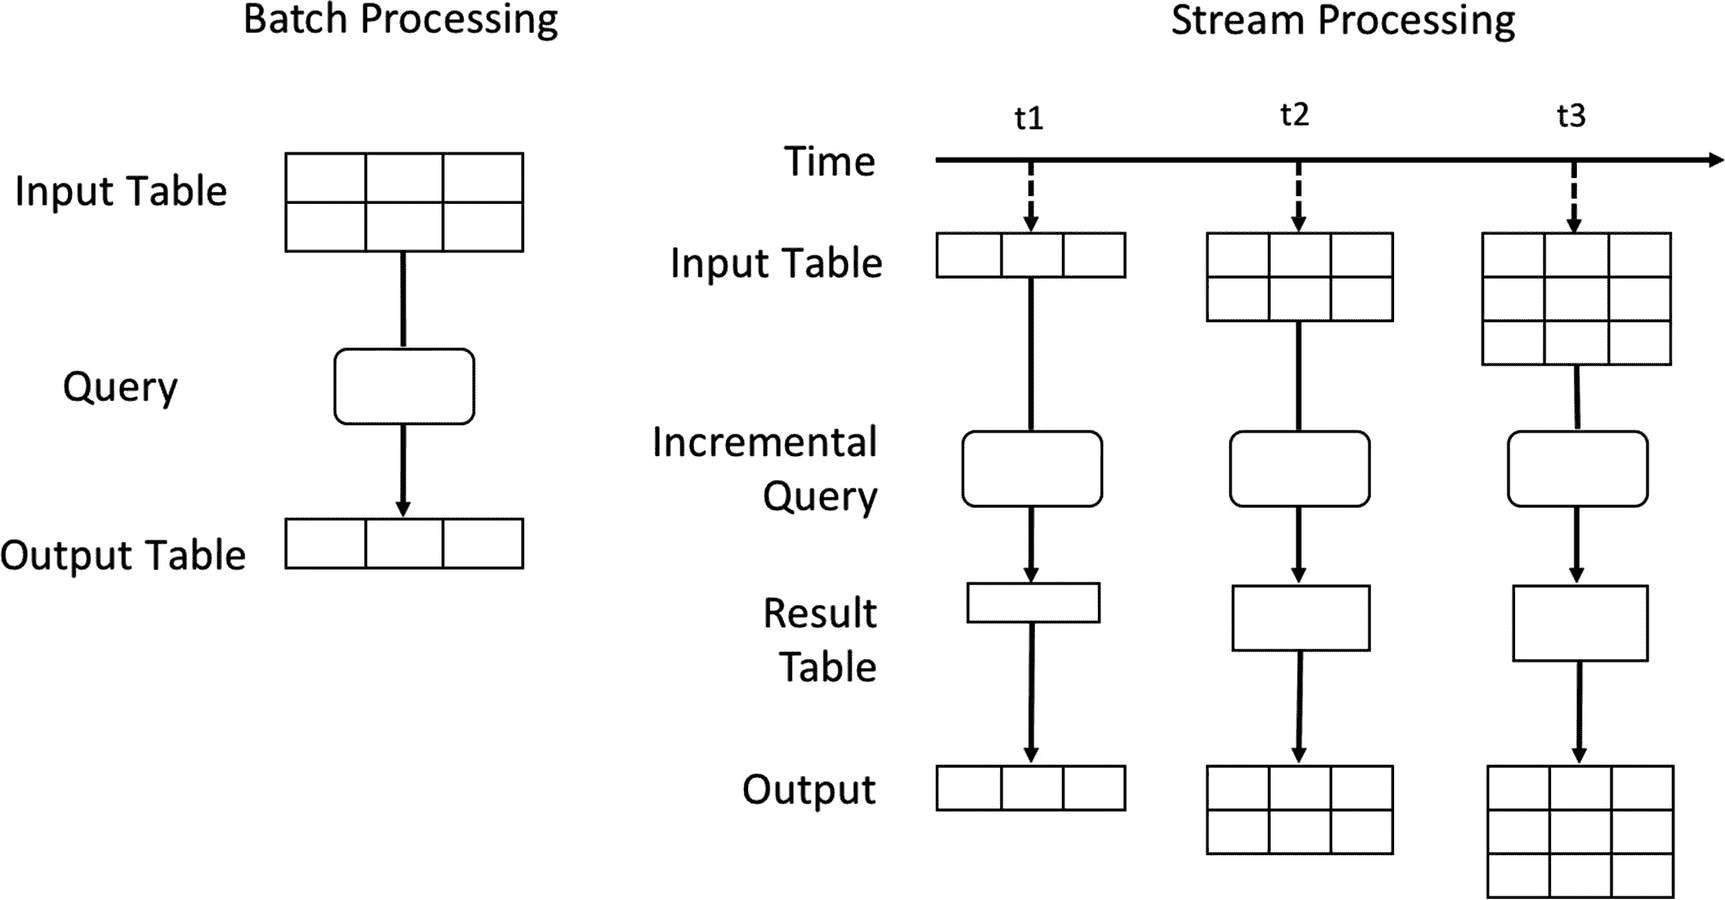 Batch Processing
Stream Processing
Input Table
Query
Output Table
t1
t2
t3
Time
Input Table
Incremental
Query
Result
Table
Output